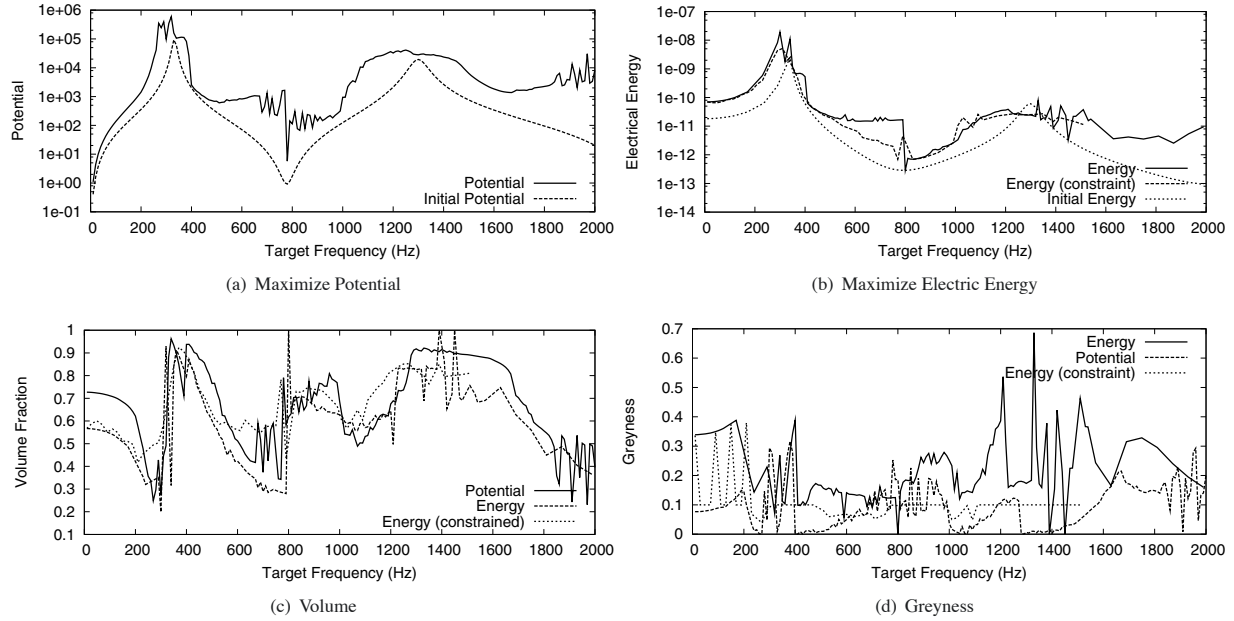 1e+06
1e+05
1e+04
1e+03
1e+02
1e+01
1e+00
1e-01
Potential
Potential
Initial Potential
0 200 400 600 800 1000 1200 1400 1600 1800 2000
Target Frequency (Hz)
(a) Maximize Potential
1e-07
1e-08
1e-09
1e-10
1e-11
1e-12
1e-13
1e-14
Electrical Energy
Energy
Energy (constraint)
Initial Energy
0 200 400 600 800 1000 1200 1400 1600 1800 2000
Target Frequency (Hz)
(b) Maximize Electric Energy
1
0.9
0.8
0.7
0.6
0.5
0.4
0.3
0.2
0.1
Volume Fraction
Potential
Energy
Energy (constrained)
0 200 400 600 800 1000 1200 1400 1600 1800 2000
Target Frequency (Hz)
(c) Volume
0.7
0.6
0.5
0.4
0.3
0.2
0.1
0
Greyness
Energy
Potential
Energy (constraint)
0 200 400 600 800 1000 1200 1400 1600 1800 2000
Target Frequency (Hz)
(d) Greyness